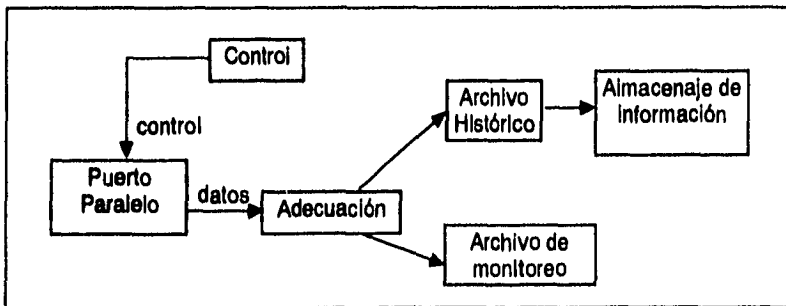 Control
control
Puerto
Paralelo
datos
Adecuación
Archivo
Histórico
Almacenaje de
información
Archivo de
monitoreo